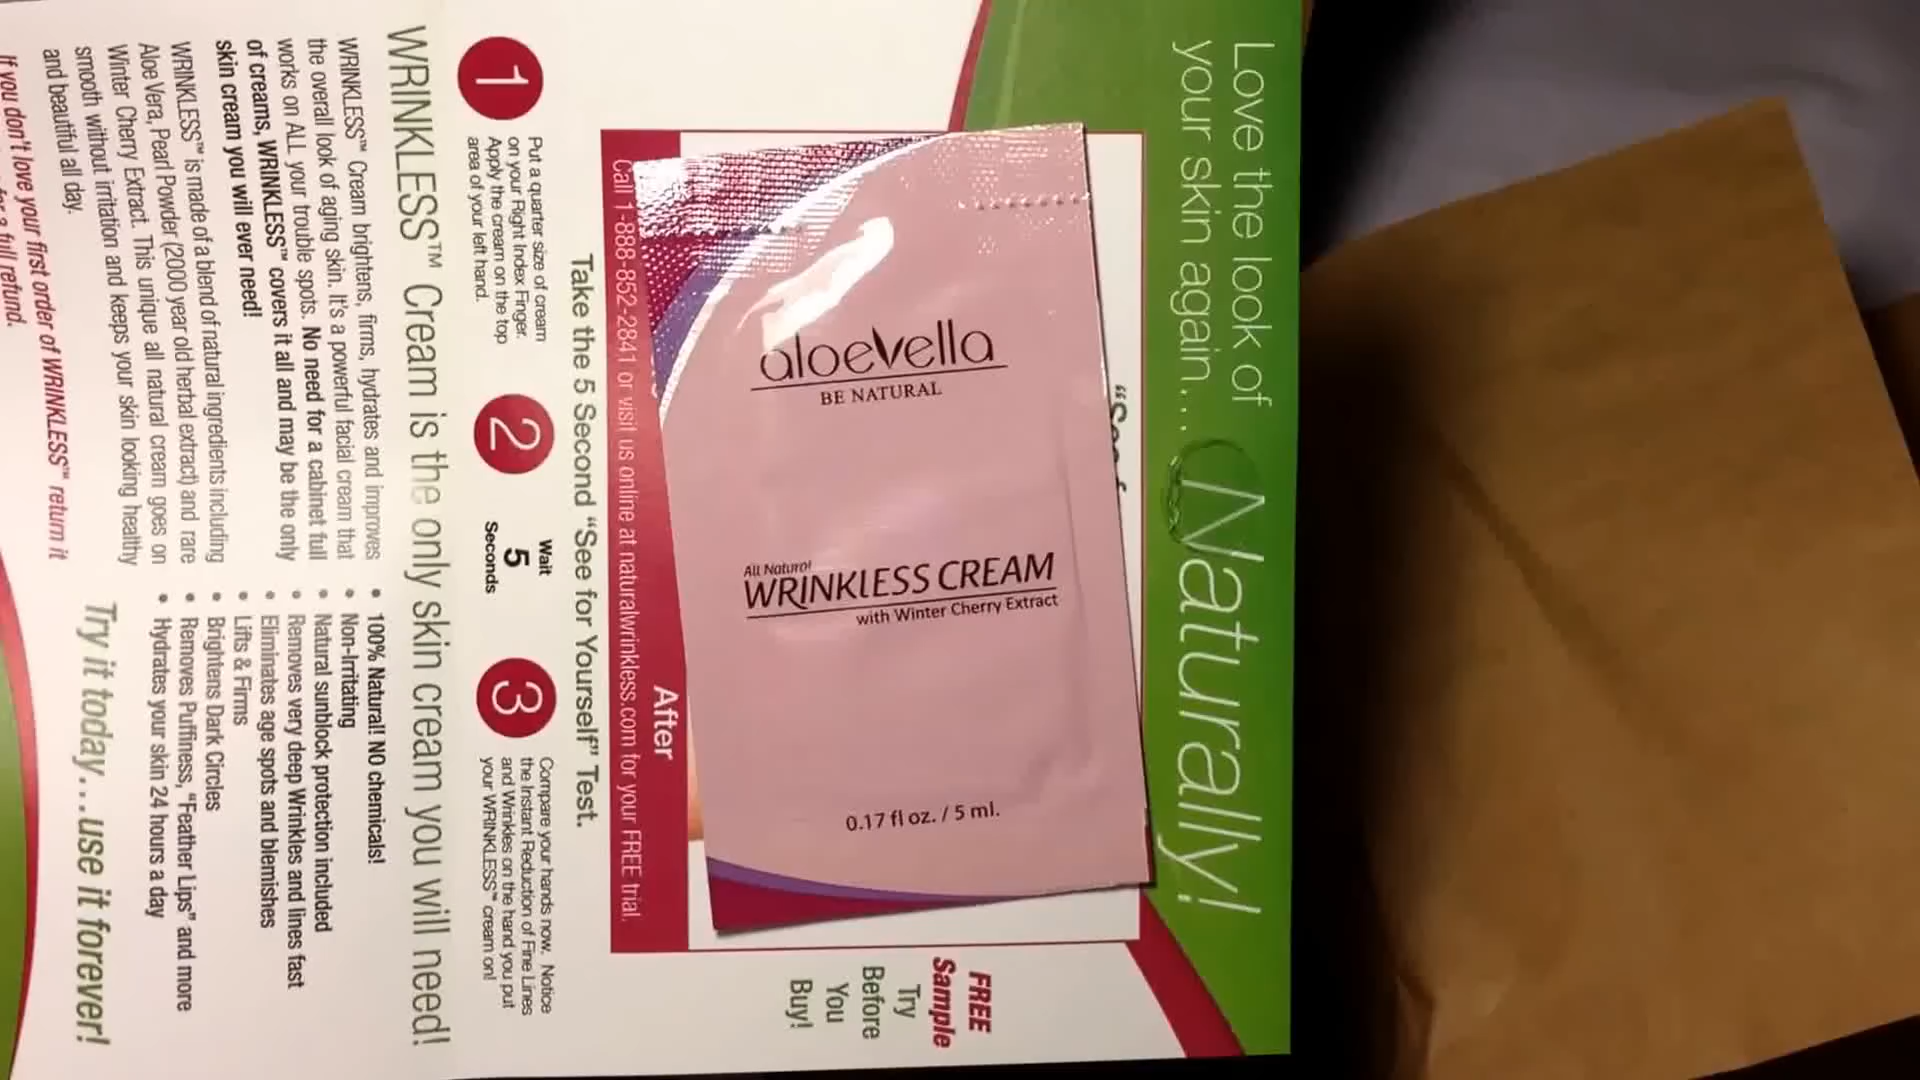 Love the look of
your skin again... Naturally!
aloevella
BE NATURAL
All Natural
WRINKLESS CREAM
with Winter Cherry Extract
0.17 fl oz. / 5 ml.
FREE
Sample
Try
Before
You
Buy!
After
Call 1-888-852-2841 or visit us online at naturalwrinkless.com for your FREE trial.
Take the 5 Second “See for Yourself” Test.
1
Put a quarter size of cream
on your Right Index Finger.
Apply the cream on the top
area of your left hand.
2
Wait
5
Seconds
3
Compare your hands now. Notice
the Instant Reduction of Fine Lines
and Wrinkles on the hand you put
your WRINKLESS™ cream on!
WRINKLESS™ Cream is the only skin cream you will need!
WRINKLESS™ Cream brightens, firms, hydrates and improves
the overall look of aging skin. It's a powerful facial cream that
works on ALL your trouble spots. No need for a cabinet full
of creams, WRINKLESS™ covers it all and may be the only
skin cream you will ever need!
WRINKLESS™ is made of a blend of natural ingredients including
Aloe Vera, Pearl Powder (2000 year old herbal extract) and rare
Winter Cherry Extract. This unique all natural cream goes on
smooth without irritation and keeps your skin looking healthy
and beautiful all day.
If you don't love your first order of WRINKLESS™ return it
for a full refund.
• 100% Natural! NO chemicals!
• Non-Irritating
• Natural sunblock protection included
• Removes very deep Wrinkles and lines fast
• Eliminates age spots and blemishes
• Lifts & Firms
• Brightens Dark Circles
• Removes Puffiness, “Feather Lips” and more
• Hydrates your skin 24 hours a day
Try it today...use it forever!